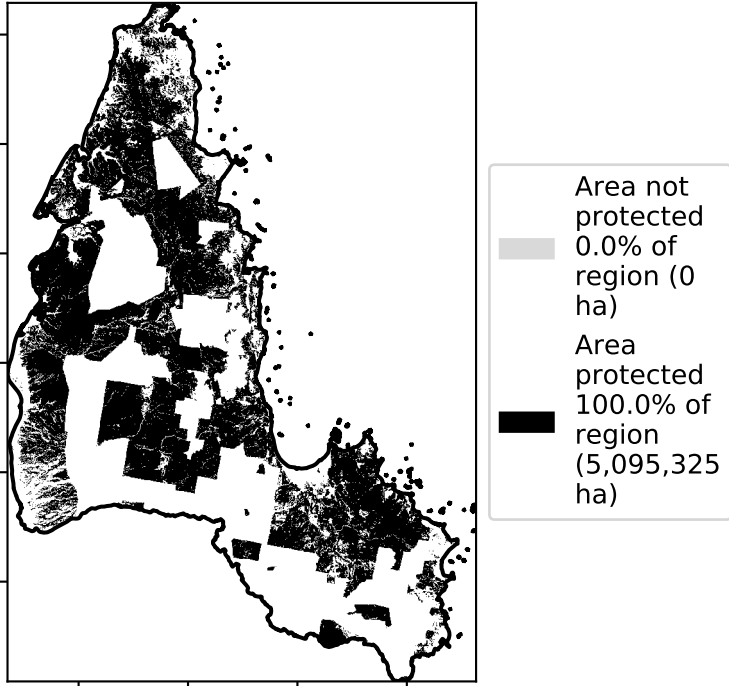 Area not
protected
0.0% of
region (0
ha)
Area
protected
100.0% of
region
(5,095,325
ha)